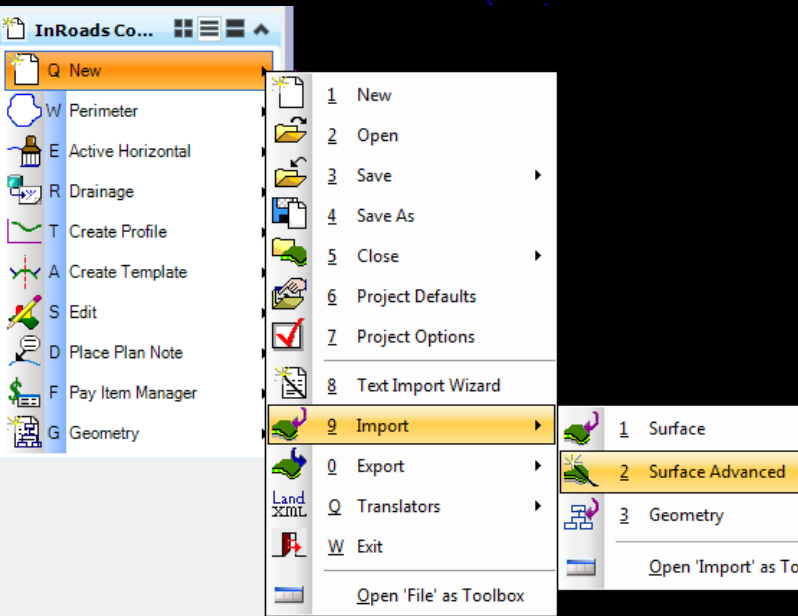 InRoads Co...
Q New
W Perimeter
E Active Horizontal
R Drainage
T Create Profile
A Create Template
S Edit
D Place Plan Note
F Pay Item Manager
G Geometry
1 New
2 Open
3 Save
4 Save As
5 Close
6 Project Defaults
7 Project Options
8 Text Import Wizard
9 Import
0 Export
Land XML Q Translators
W Exit
Open 'File' as Toolbox
1 Surface
2 Surface Advanced
3 Geometry
Open 'Import' as To